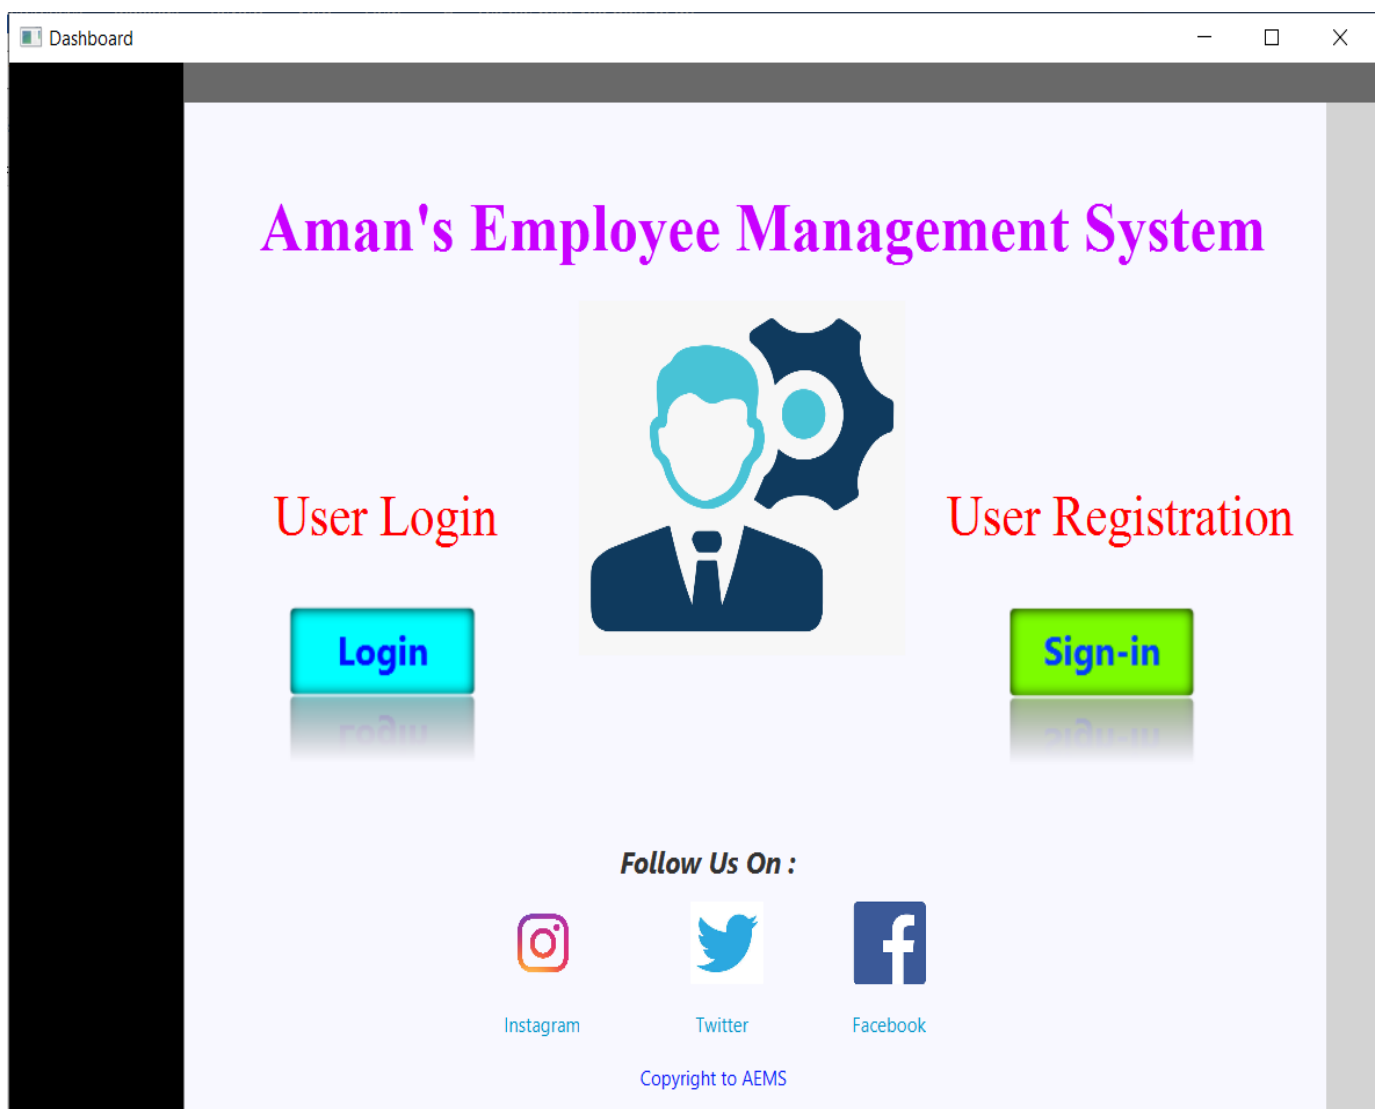 Dashboard
Aman's Employee Management System
User Login
User Registration
Login
Sign-in
Follow Us On :
Instagram
Twitter
Facebook
Copyright to AEMS